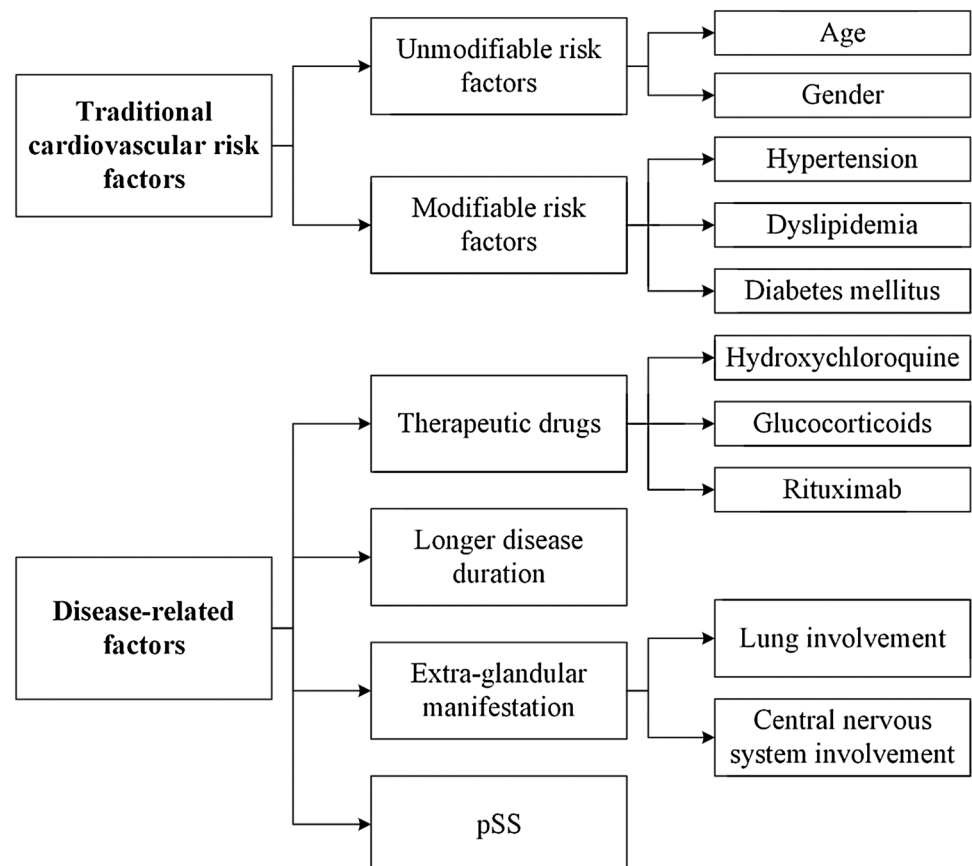 Traditional
cardiovascular risk
factors
Unmodifiable risk
factors
Age
Gender
Modifiable risk
factors
Hypertension
Dyslipidemia
Diabetes mellitus
Disease-related
factors
Therapeutic drugs
Hydroxychloroquine
Glucocorticoids
Rituximab
Longer disease
duration
Extra-glandular
manifestation
Lung involvement
Central nervous
system involvement
pSS